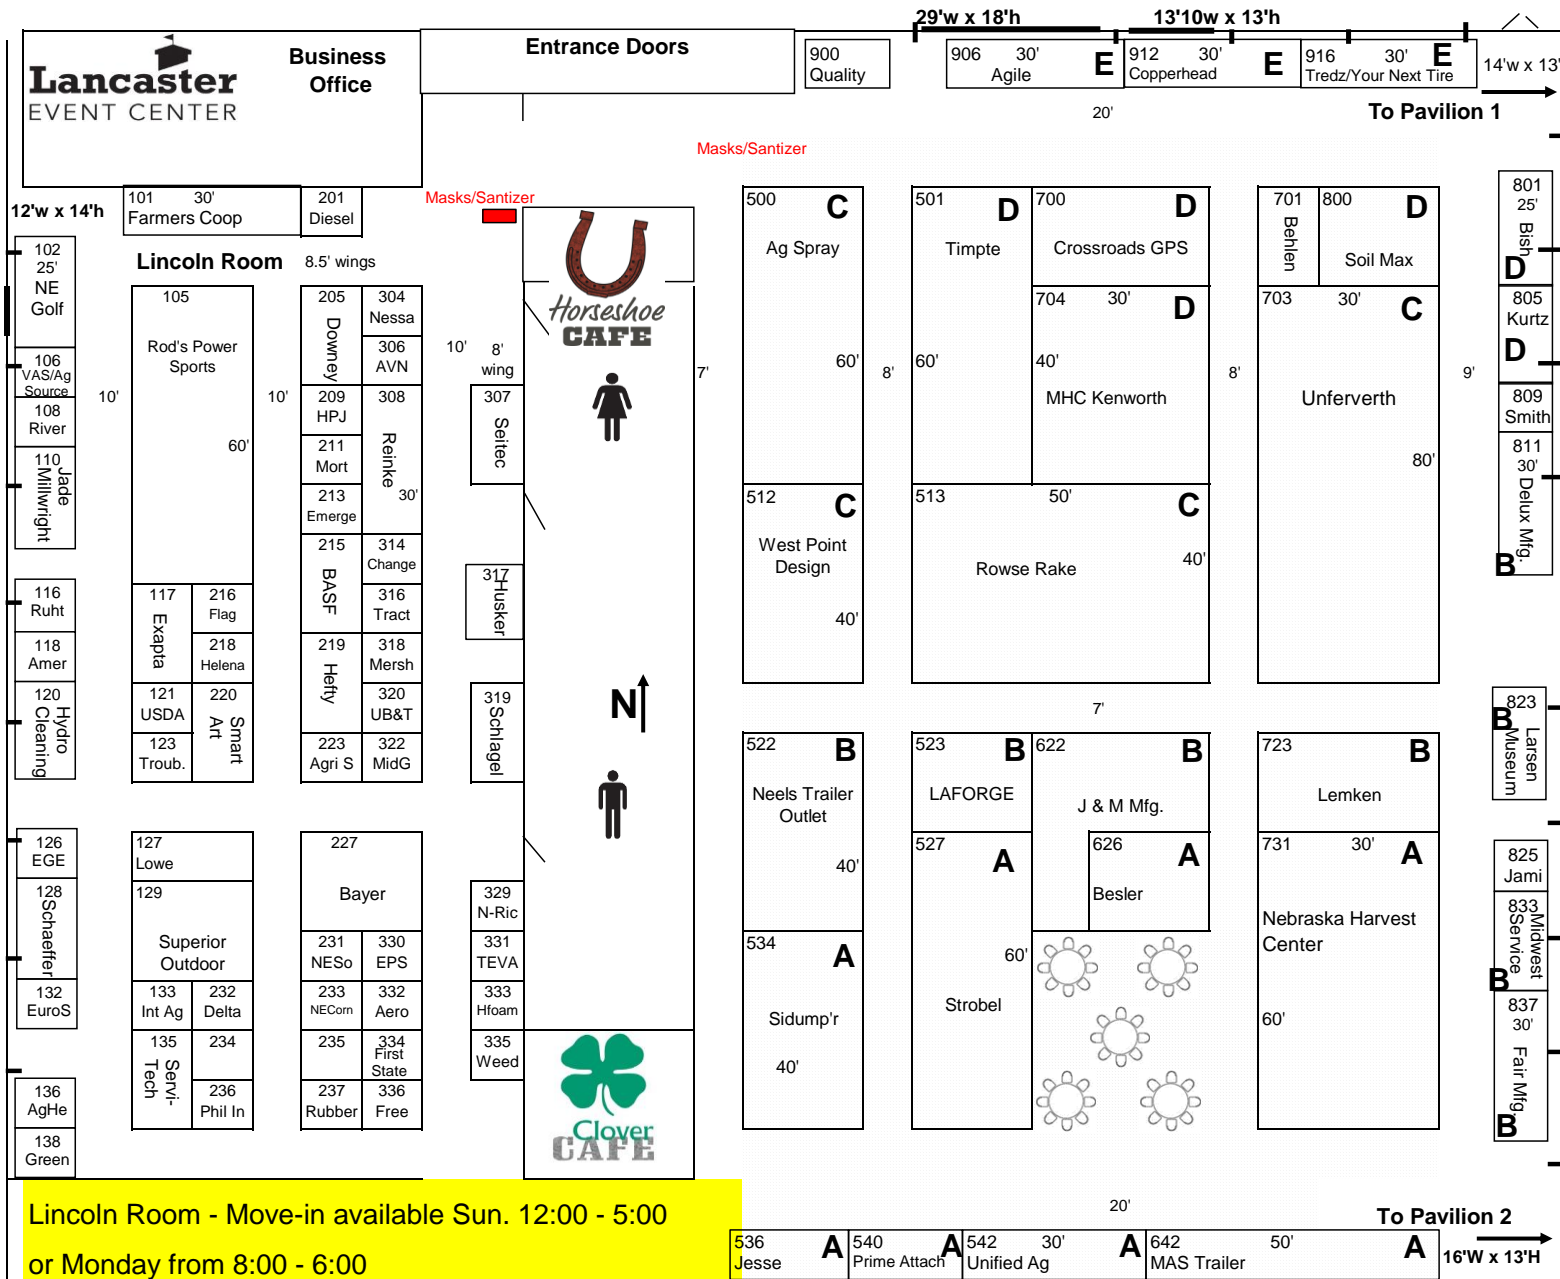 29'w x 18'h
13'10w x 13'h
Lancaster
EVENT CENTER
Business
Office
Entrance Doors
900
Quality
906 30' E
Agile
912 30' E
Copperhead
916 30' E
Tredz/Your Next Tire
14'w x 13'
20'
To Pavilion 1
Masks/Santizer
Masks/Santizer
12'w x 14'h
101 30'
Farmers Coop
201
Diesel
Lincoln Room 8.5' wings
102
25'
NE
Golf
106
VAS/Ag
Source
108
River
110
Jade
Millwright
116
Ruht
118
Amer
120
Hydro
Cleaning
126
EGE
128
Schaeffer
132
EuroS
136
AgHe
138
Green
10'
105
Rod's Power
Sports
60'
117
Exapta
216
Flag
218
Helena
121
USDA
220
Smart
Art
123
Troub.
127
Lowe
129
Superior
Outdoor
133
Int Ag
232
Delta
135
Servi-
Tech
234
236
Phil In
10'
205
Downey
304
Nessa
306
AVN
209
HPJ
308
Reinke
30'
211
Mort
213
Emerge
215
BASF
314
Change
316
Tract
219
Hefty
318
Mersh
320
UB&T
223
Agri S
322
MidG
227
Bayer
231
NESo
330
EPS
233
NECorn
332
Aero
235
334
First
State
237
Rubber
336
Free
10'
8'
wing
307
Seitec
317
Husker
319
Schlagel
329
N-Ric
331
TEVA
333
Hfoam
335
Weed
Horseshoe
CAFE
N
Clover
CAFE
7'
500 C
Ag Spray
60'
512 C
West Point
Design
40'
522 B
Neels Trailer
Outlet
40'
534 A
Sidump'r
40'
8'
501 D
Timpte
60'
700 D
Crossroads GPS
704 30' D
40'
MHC Kenworth
513 50' C
40'
Rowse Rake
7'
523 B
LAFORGE
622 B
J & M Mfg.
527 A
60'
Strobel
626 A
Besler
8'
701
Behlen
800 D
Soil Max
703 30' C
Unferverth
80'
723 B
Lemken
731 30' A
Nebraska Harvest
Center
60'
9'
801
25'
Bish
D
805
Kurtz
D
809
Smith
811
30'
Delux Mfg.
B
823
B
Larsen
Museum
825
Jami
833
Midwest
Service
B
837
30'
Fair Mfg.
B
Lincoln Room - Move-in available Sun. 12:00 - 5:00
or Monday from 8:00 - 6:00
20'
To Pavilion 2
536 A
Jesse
540 A
Prime Attach
542 30' A
Unified Ag
642 50' A
MAS Trailer
16'W x 13'H